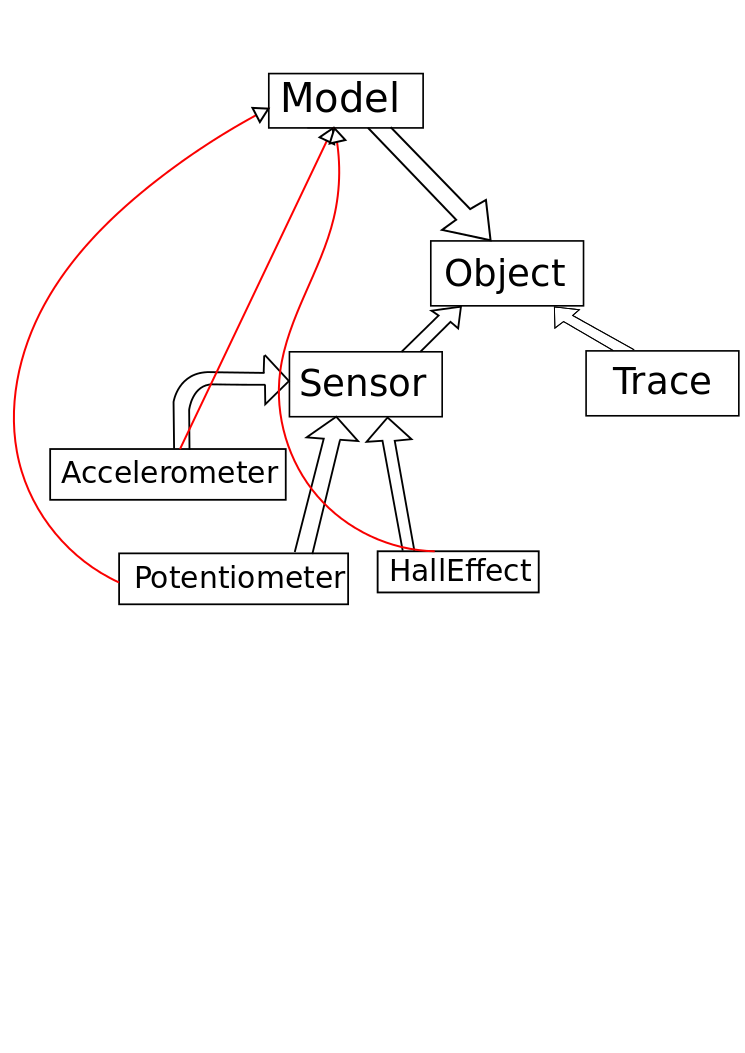 Model
Object
Sensor
Trace
Accelerometer
Potentiometer
HallEffect